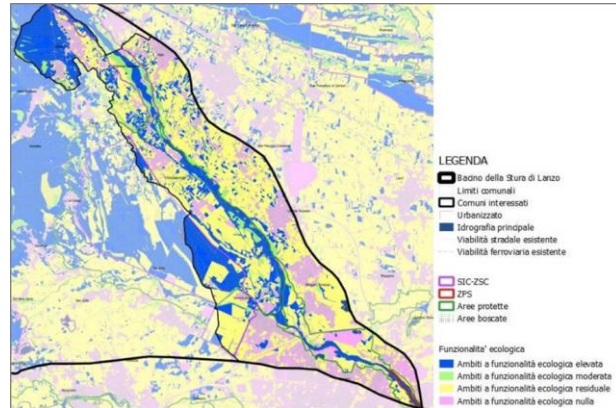 LEGENDA
Bacino della Stura di Lanzo
Limiti comunali
Comuni interessati
Urbanizzato
Idrografia principale
Viabilità stradale esistente
Viabilità ferroviaria esistente
SIC-ZSC
ZPS
Aree protette
Aree boscate
Funzionalita' ecologica
Ambiti a funzionalità ecologica elevata
Ambiti a funzionalità ecologica moderata
Ambiti a funzionalità ecologica residuale
Ambiti a funzionalità ecologica nulla